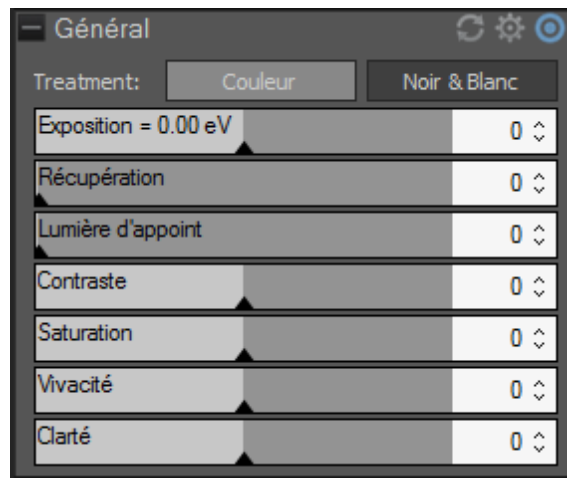 Général
Treatment: Couleur Noir & Blanc
Exposition = 0.00 eV 0
Récupération 0
Lumière d'appoint 0
Contraste 0
Saturation 0
Vivacité 0
Clarté 0